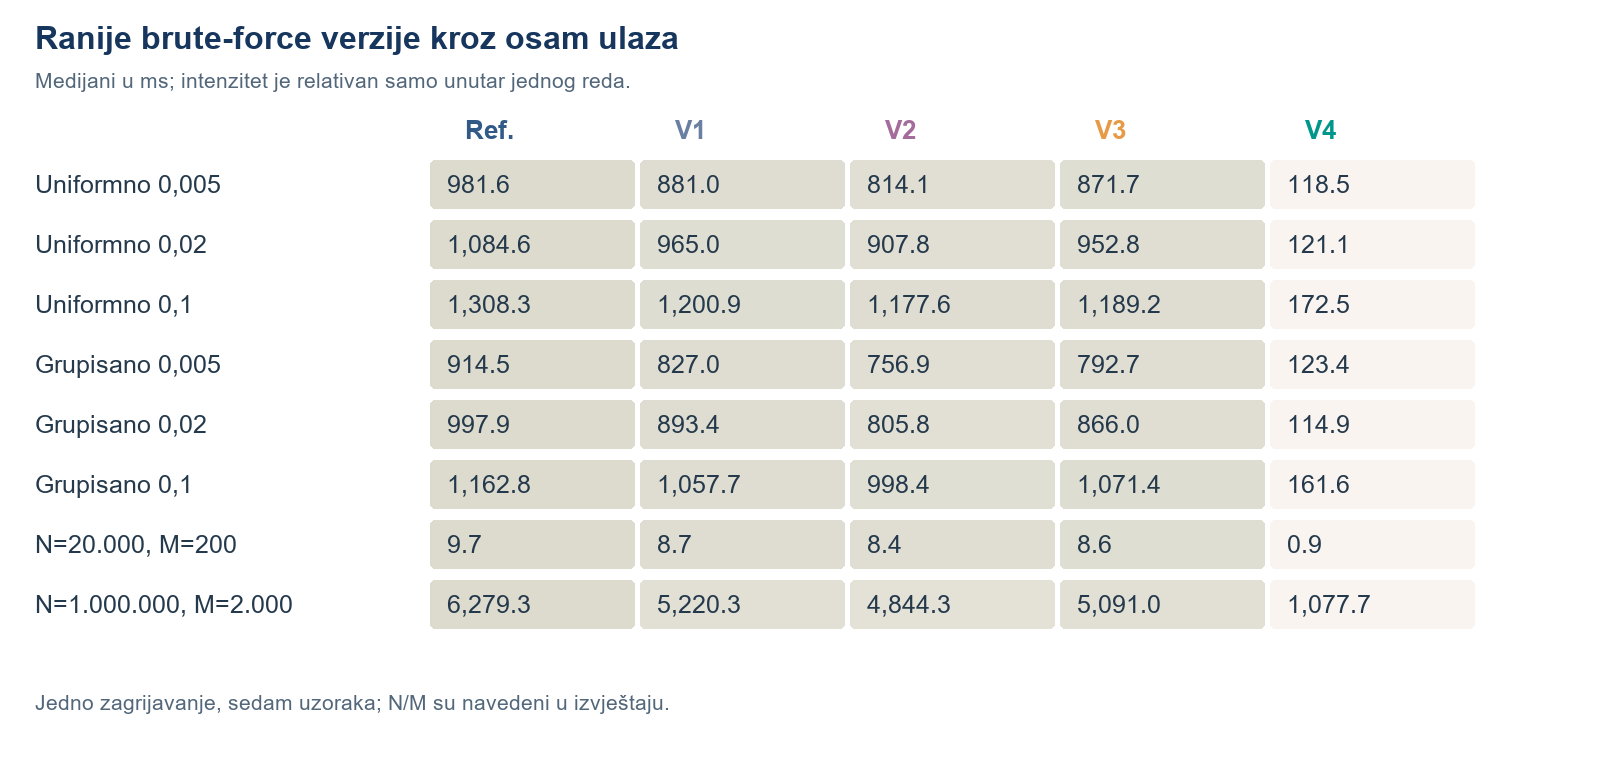 Ranije brute-force verzije kroz osam ulaza
Medijani u ms; intenzitet je relativan samo unutar jednog reda.
Ref. V1 V2 V3 V4
Uniformno 0,005 981.6 881.0 814.1 871.7 118.5
Uniformno 0,02 1,084.6 965.0 907.8 952.8 121.1
Uniformno 0,1 1,308.3 1,200.9 1,177.6 1,189.2 172.5
Grupisano 0,005 914.5 827.0 756.9 792.7 123.4
Grupisano 0,02 997.9 893.4 805.8 866.0 114.9
Grupisano 0,1 1,162.8 1,057.7 998.4 1,071.4 161.6
N=20.000, M=200 9.7 8.7 8.4 8.6 0.9
N=1.000.000, M=2.000 6,279.3 5,220.3 4,844.3 5,091.0 1,077.7
Jedno zagrijavanje, sedam uzoraka; N/M su navedeni u izvještaju.